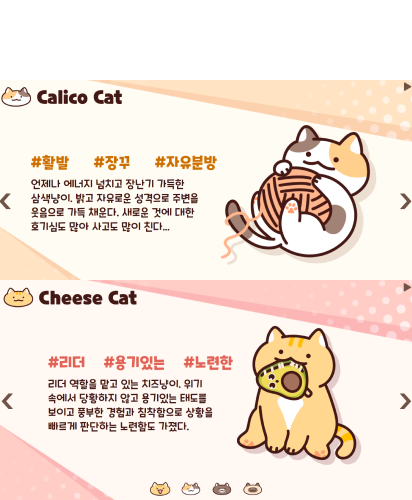 Calico Cat
#활발 #장꾸 #자유분방
언제나 에너지 넘치고 장난기 가득한
삼색냥이. 밝고 자유로운 성격으로 주변을
웃음으로 가득 채운다. 새로운 것에 대한
호기심도 많아 사고도 많이 친다...
Cheese Cat
#리더 #용기있는 #노련한
리더 역할을 맡고 있는 치즈냥이. 위기
속에서 당황하지 않고 용기있는 태도를
보이고 풍부한 경험과 침착함으로 상황을
빠르게 판단하는 노련함도 가졌다.